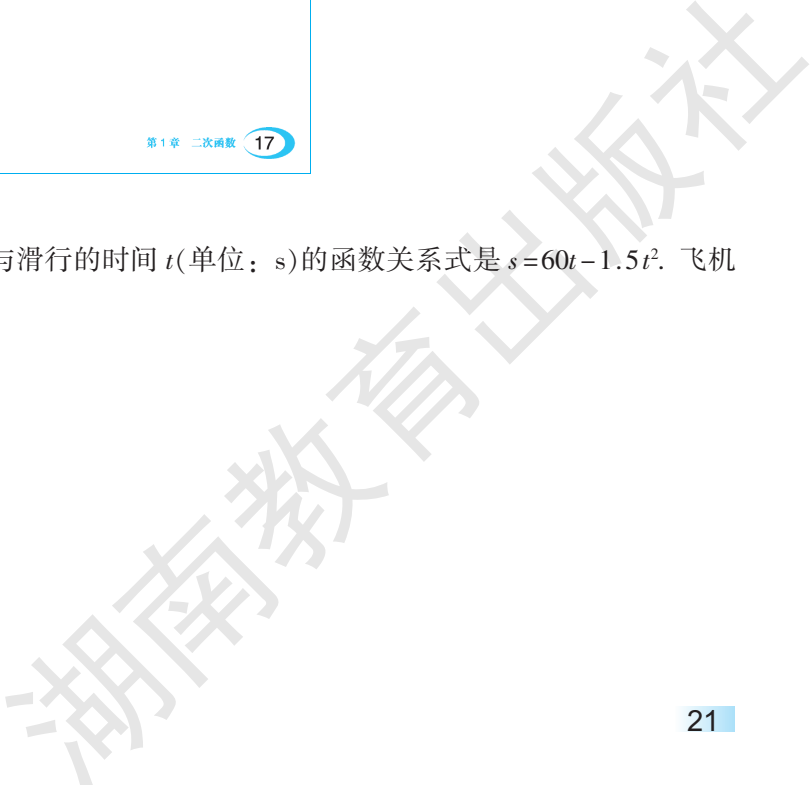 第1章 二次函数 17
与滑行的时间 t(单位：s)的函数关系式是 s=60t-1.5t². 飞机
湖南教育出版社
21